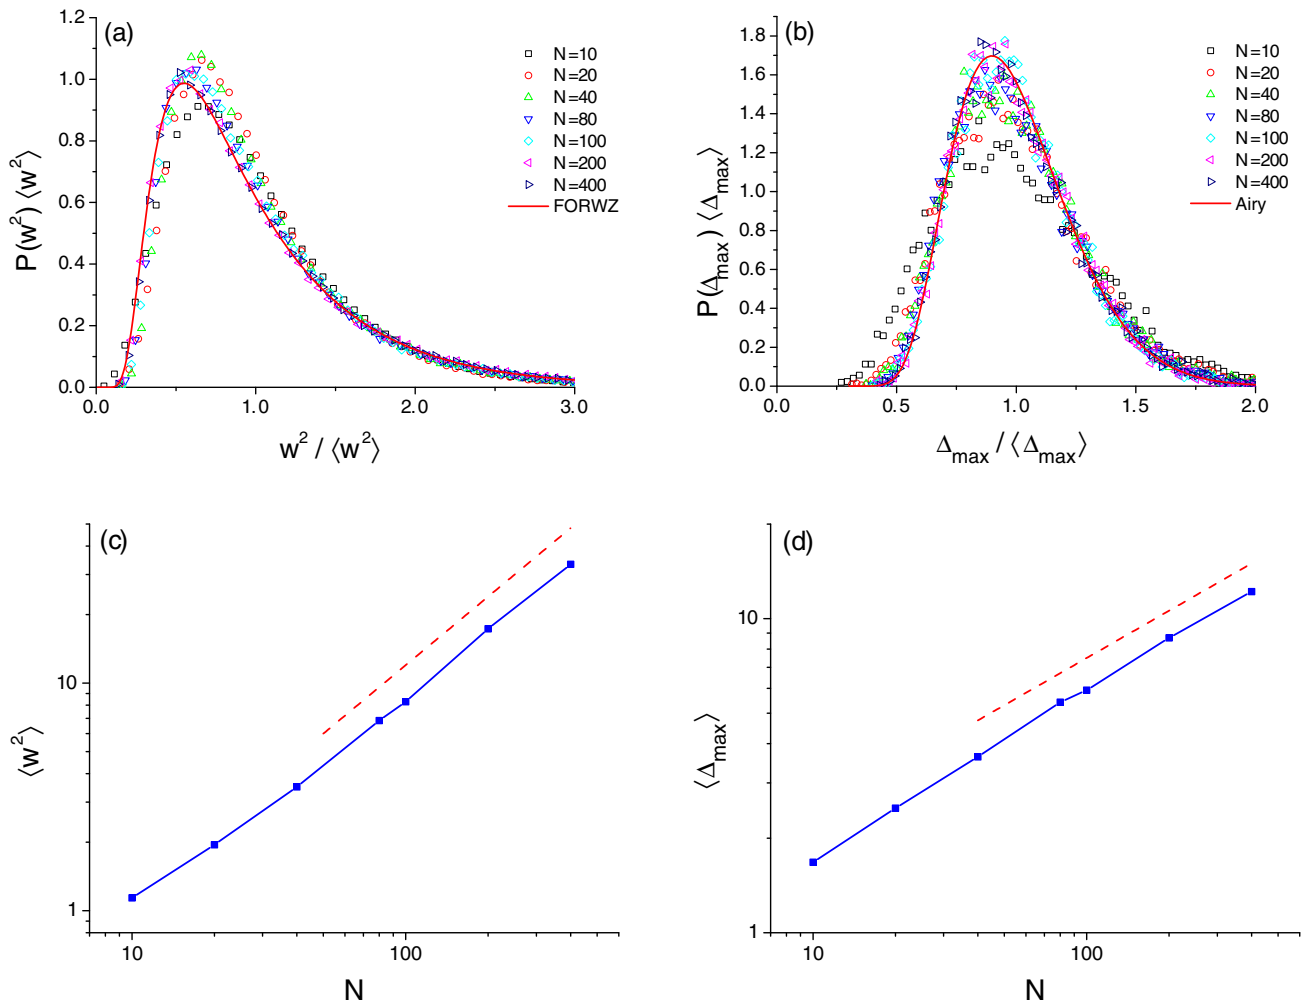 (a)
P(w²) ⟨w²⟩
1.2
1.0
0.8
0.6
0.4
0.2
0.0
N=10
N=20
N=40
N=80
N=100
N=200
N=400
FORWZ
0.0 1.0 2.0 3.0
w² / ⟨w²⟩
(b)
P(Δmax) ⟨Δmax⟩
1.8
1.6
1.4
1.2
1.0
0.8
0.6
0.4
0.2
0.0
N=10
N=20
N=40
N=80
N=100
N=200
N=400
Airy
0.0 0.5 1.0 1.5 2.0
Δmax / ⟨Δmax⟩
(c)
⟨w²⟩
10
1
10 100
N
(d)
⟨Δmax⟩
10
1
10 100
N